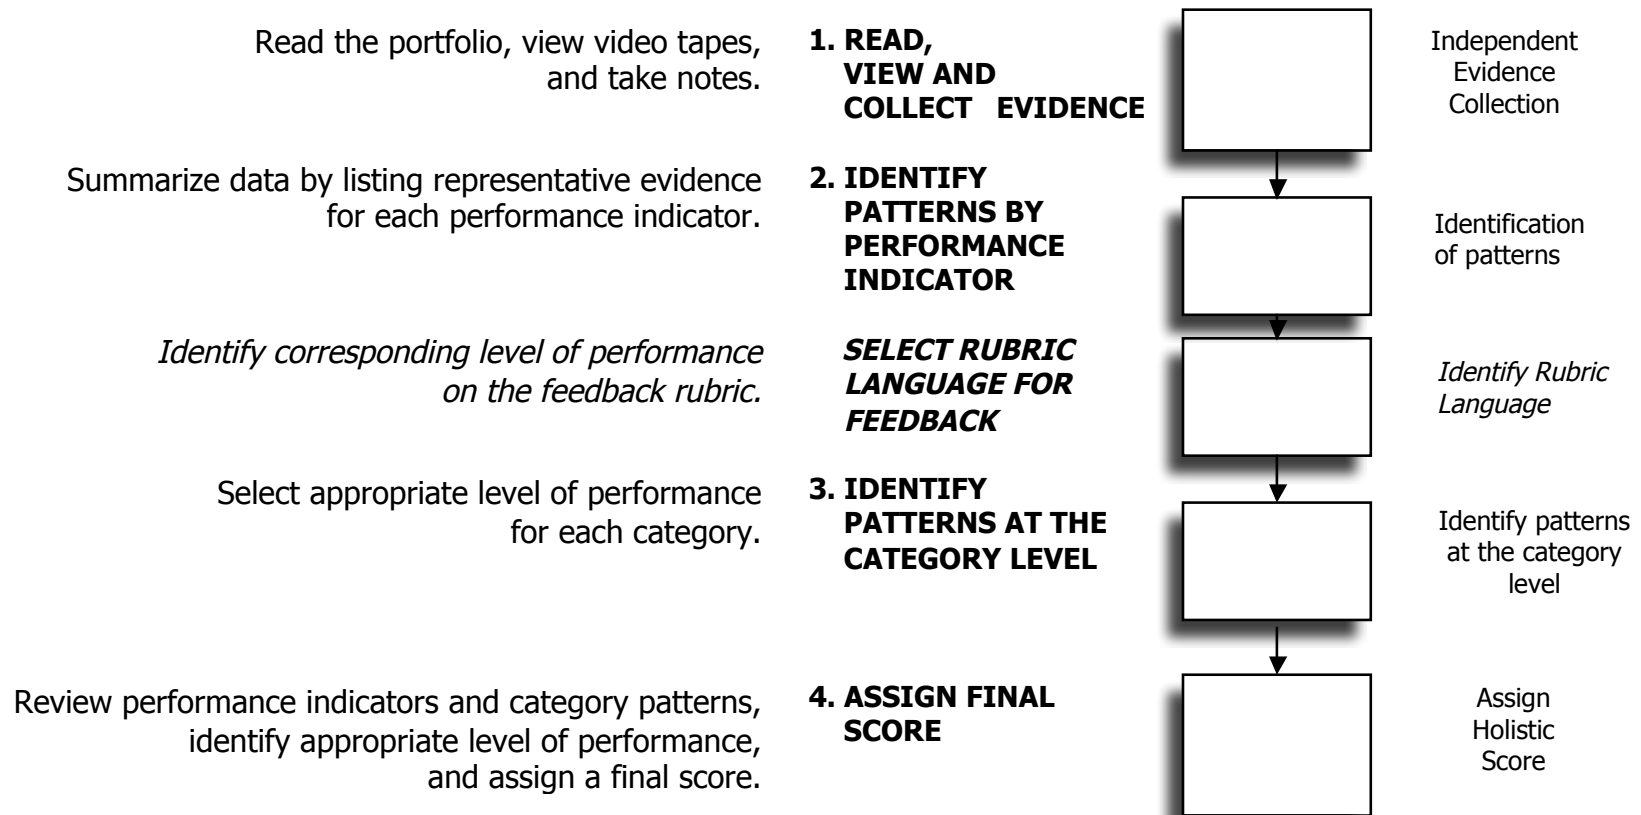 Read the portfolio, view video tapes,
and take notes.
1. READ,
VIEW AND
COLLECT EVIDENCE
Independent
Evidence
Collection
Summarize data by listing representative evidence
for each performance indicator.
2. IDENTIFY
PATTERNS BY
PERFORMANCE
INDICATOR
Identification
of patterns
Identify corresponding level of performance
on the feedback rubric.
SELECT RUBRIC
LANGUAGE FOR
FEEDBACK
Identify Rubric
Language
Select appropriate level of performance
for each category.
3. IDENTIFY
PATTERNS AT THE
CATEGORY LEVEL
Identify patterns
at the category
level
Review performance indicators and category patterns,
identify appropriate level of performance,
and assign a final score.
4. ASSIGN FINAL
SCORE
Assign
Holistic
Score